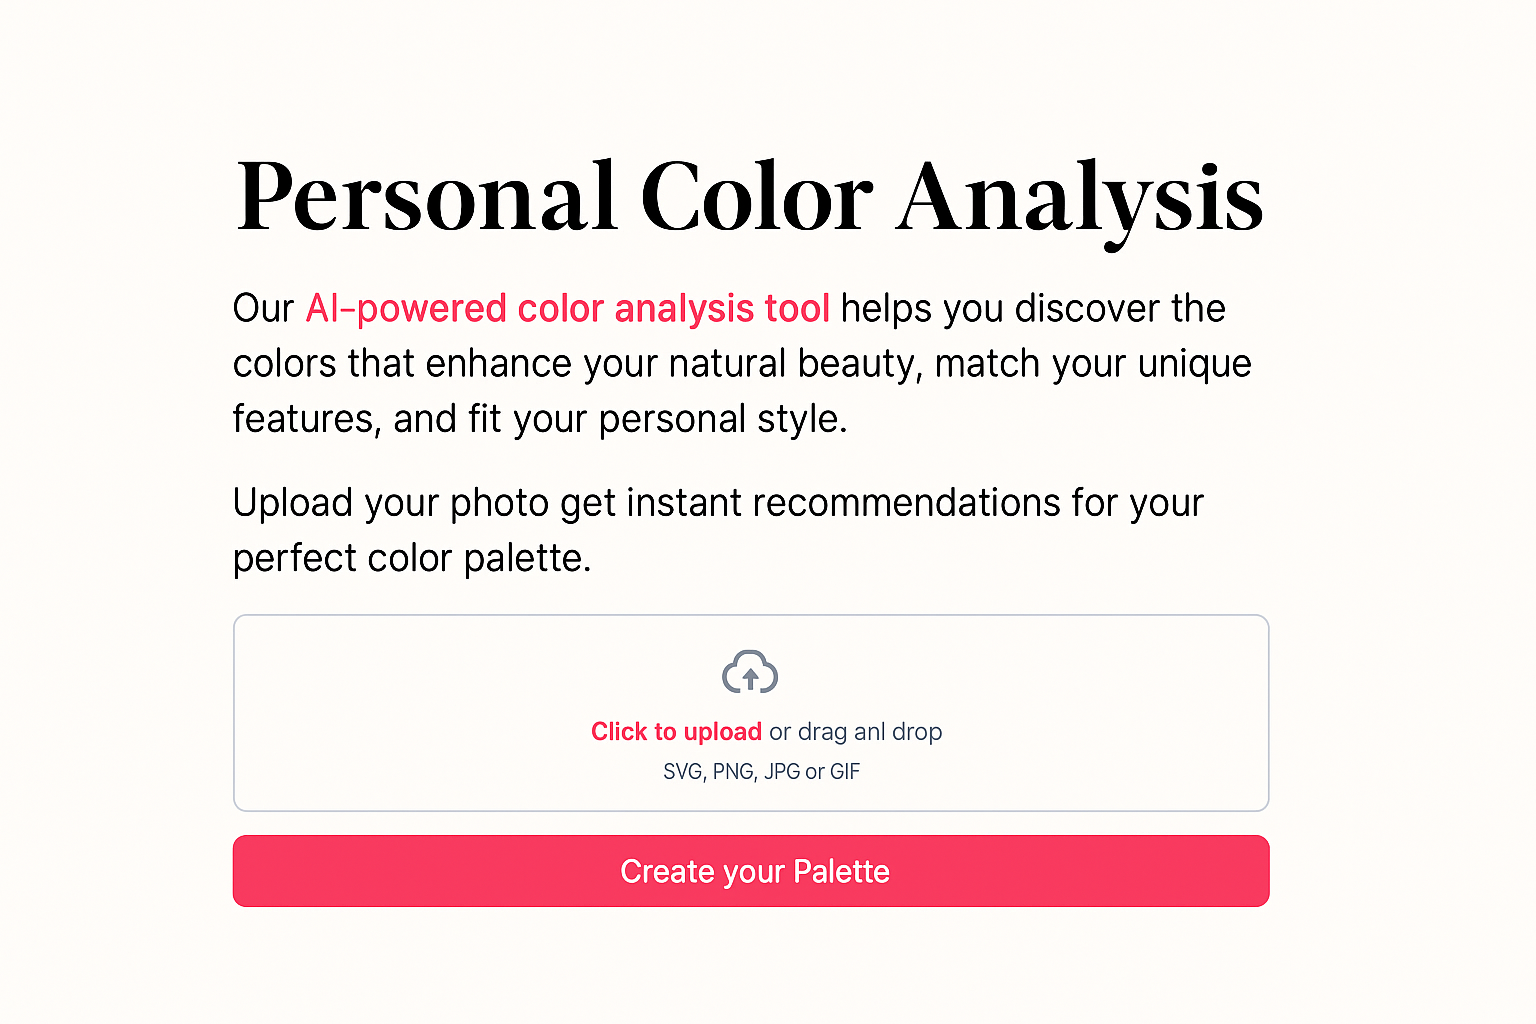 Personal Color Analysis
Our AI-powered color analysis tool helps you discover the
colors that enhance your natural beauty, match your unique
features, and fit your personal style.
Upload your photo get instant recommendations for your
perfect color palette.
Click to upload or drag anl drop
SVG, PNG, JPG or GIF
Create your Palette